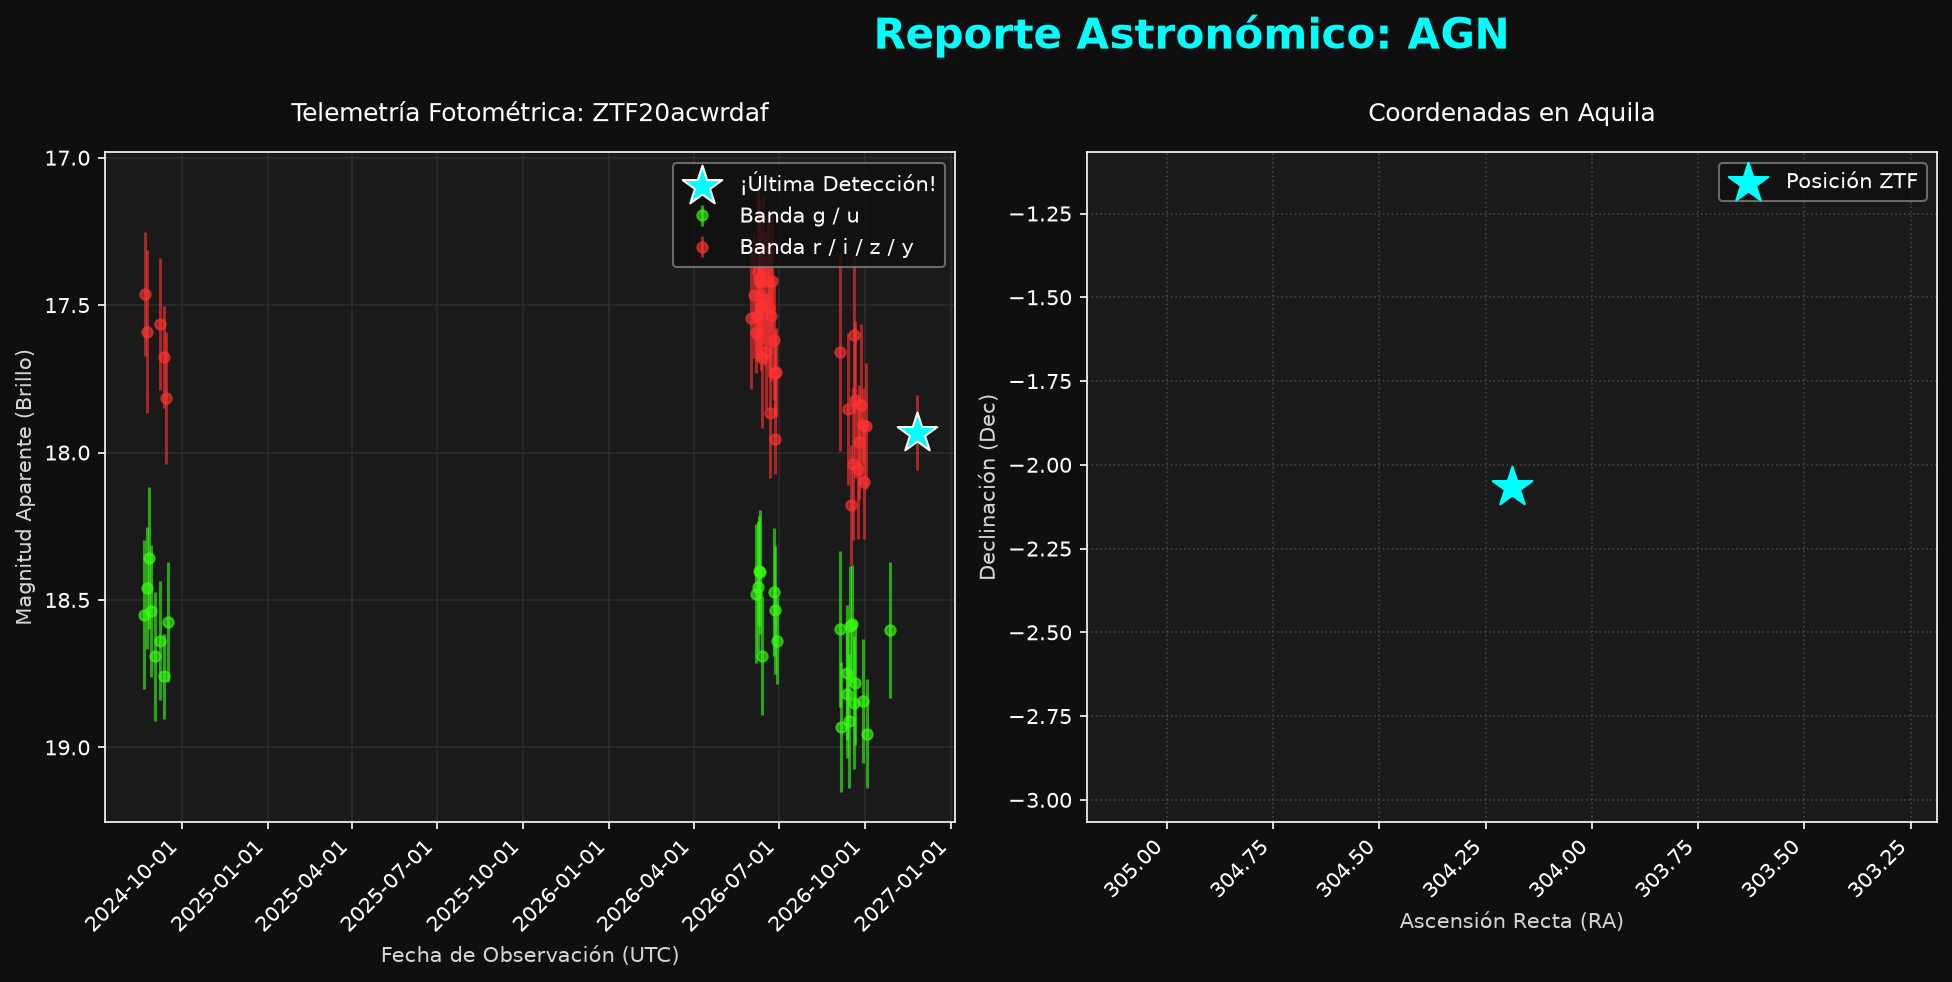 Reporte Astronómico: AGN
Telemetría Fotométrica: ZTF20acwrdaf
¡Última Detección!
Banda g / u
Banda r / i / z / y
Magnitud Aparente (Brillo)
17.0
17.5
18.0
18.5
19.0
2024-10-01
2025-01-01
2025-04-01
2025-07-01
2025-10-01
2026-01-01
2026-04-01
2026-07-01
2026-10-01
2027-01-01
Fecha de Observación (UTC)
Coordenadas en Aquila
Posición ZTF
Declinación (Dec)
−1.25
−1.50
−1.75
−2.00
−2.25
−2.50
−2.75
−3.00
305.00
304.75
304.50
304.25
304.00
303.75
303.50
303.25
Ascensión Recta (RA)